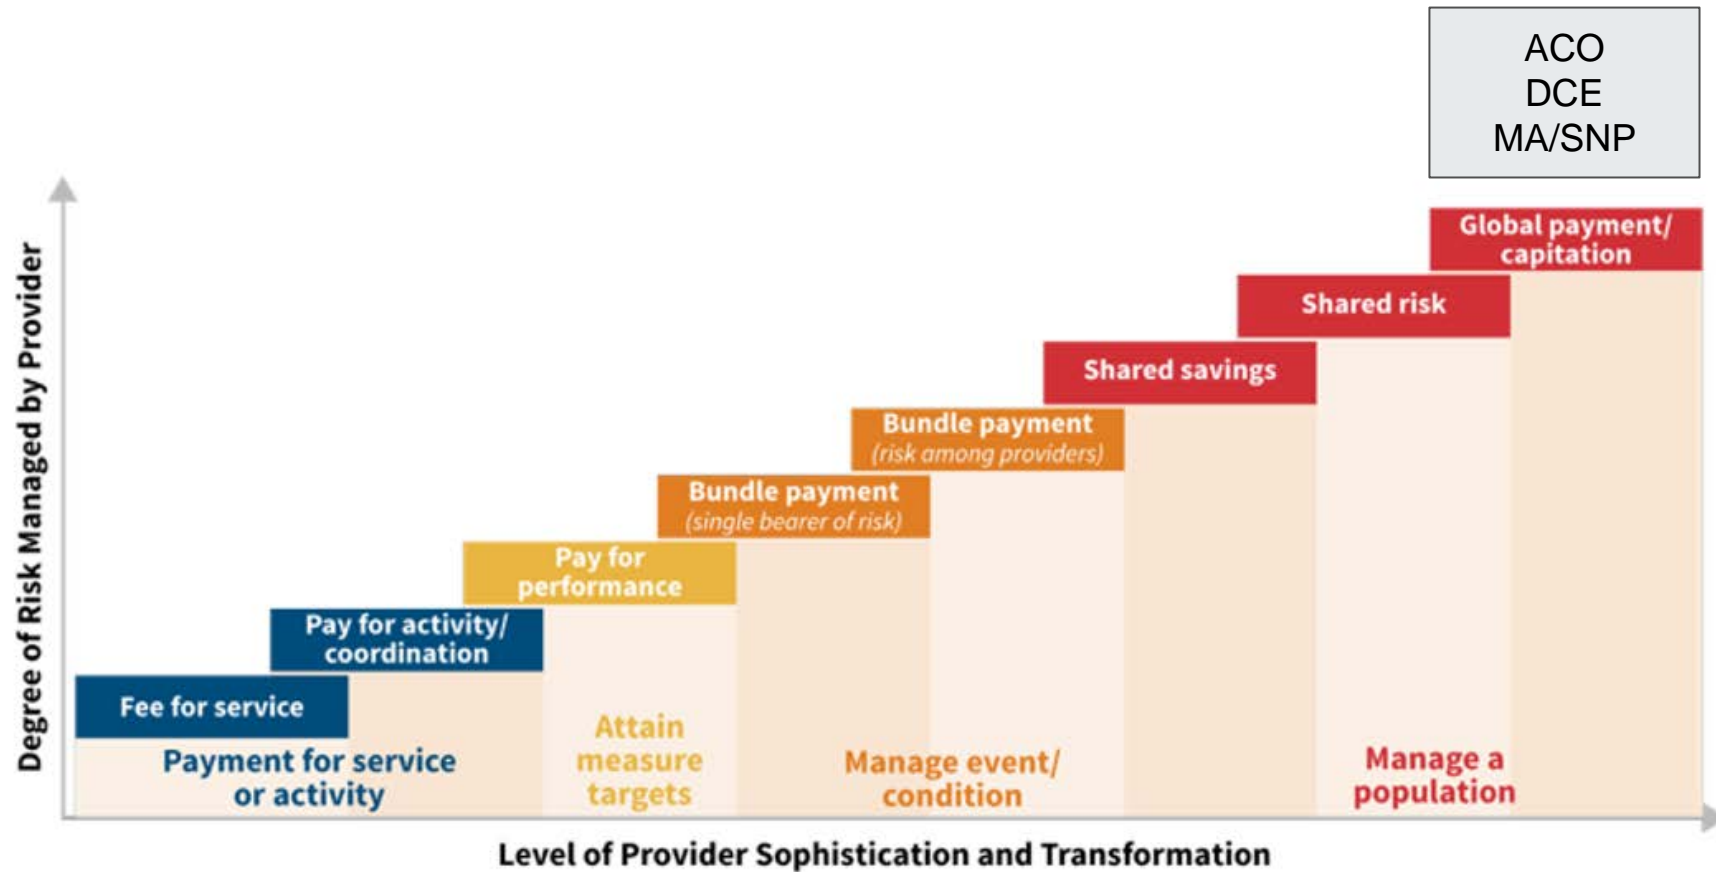 ACO
DCE
MA/SNP
Degree of Risk Managed by Provider
Global payment/
capitation
Shared risk
Shared savings
Bundle payment
(risk among providers)
Bundle payment
(single bearer of risk)
Pay for
performance
Pay for activity/
coordination
Fee for service
Payment for service
or activity
Attain
measure
targets
Manage event/
condition
Manage a
population
Level of Provider Sophistication and Transformation